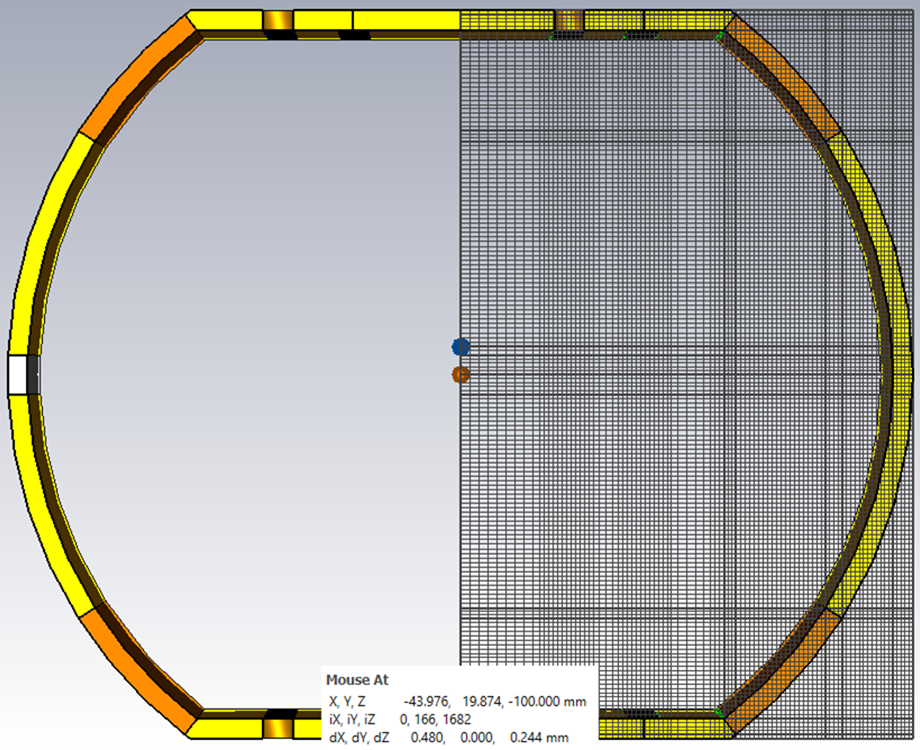 Mouse At
X, Y, Z -43.976, 19.874, -100.000 mm
iX, iY, iZ 0, 166, 1682
dX, dY, dZ 0.480, 0.000, 0.244 mm